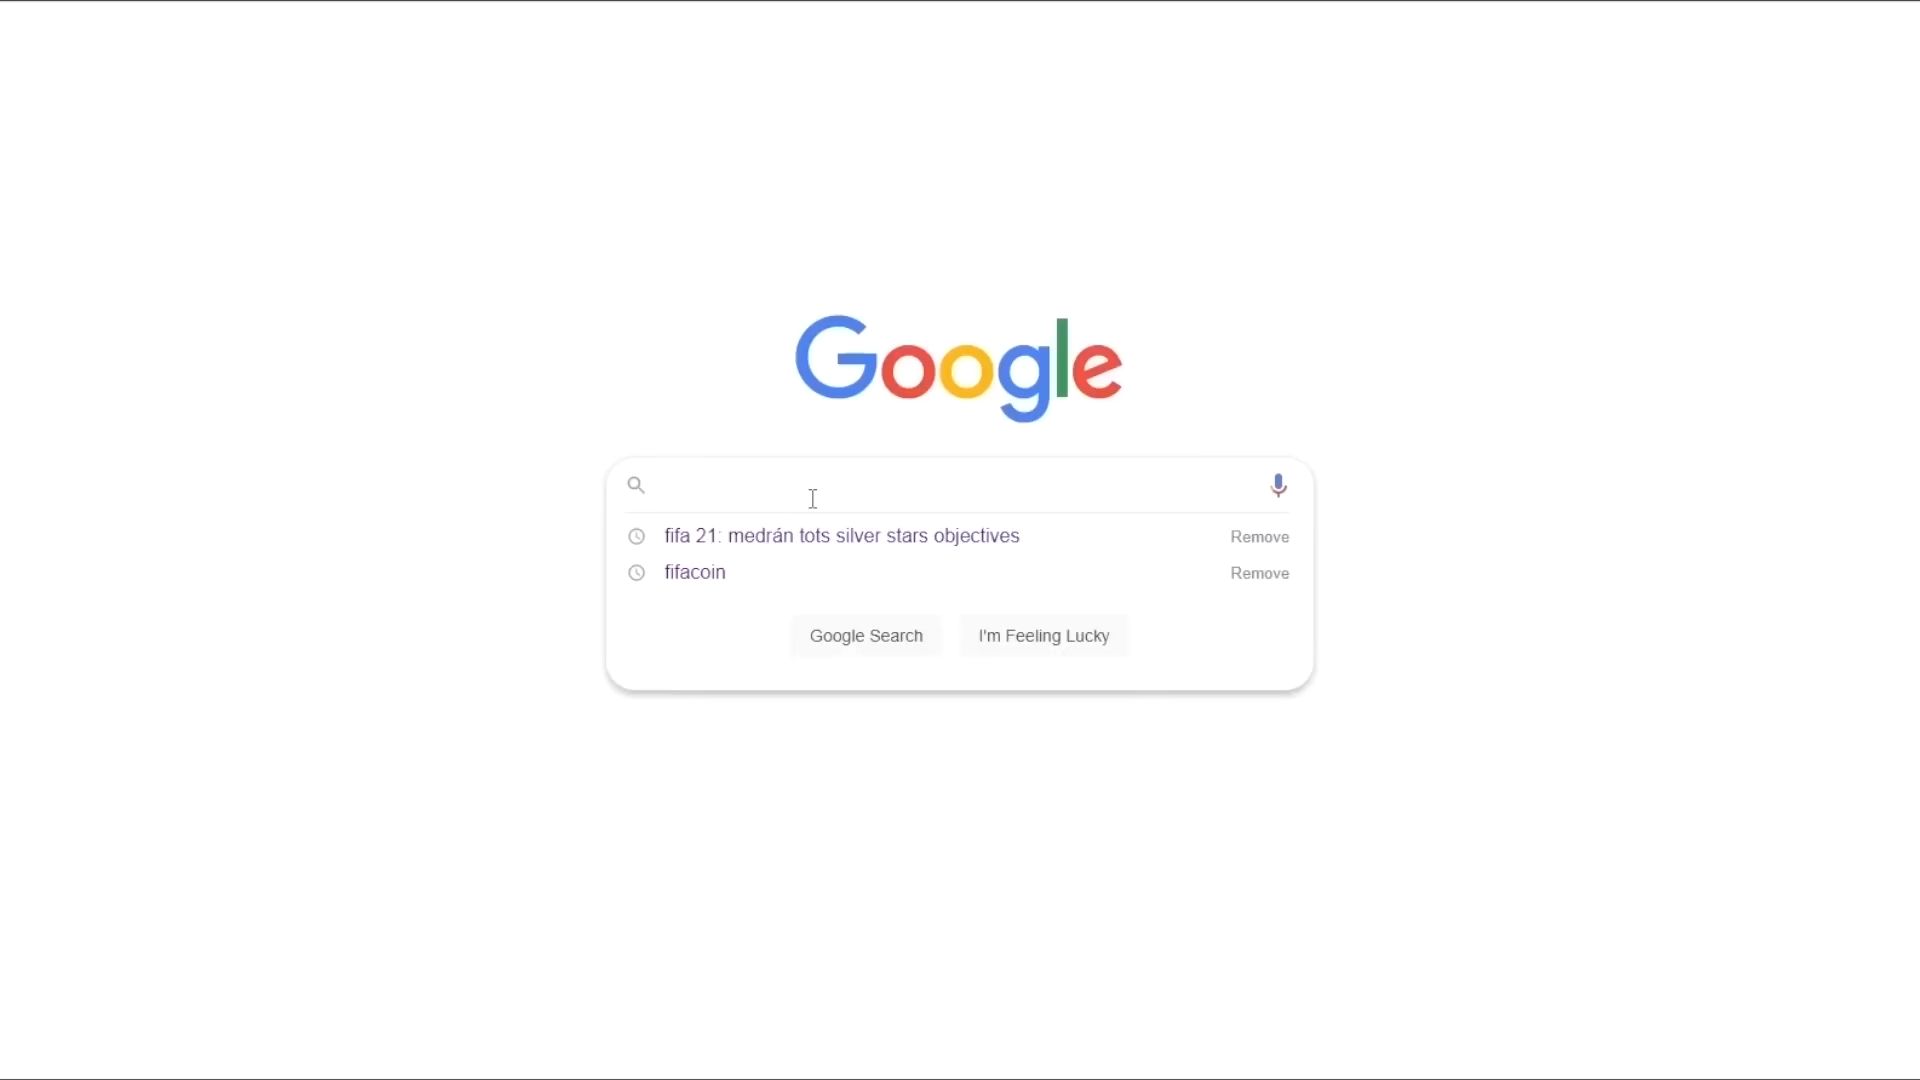 Google
fifa 21: medrán tots silver stars objectives Remove
fifacoin Remove
Google Search I'm Feeling Lucky